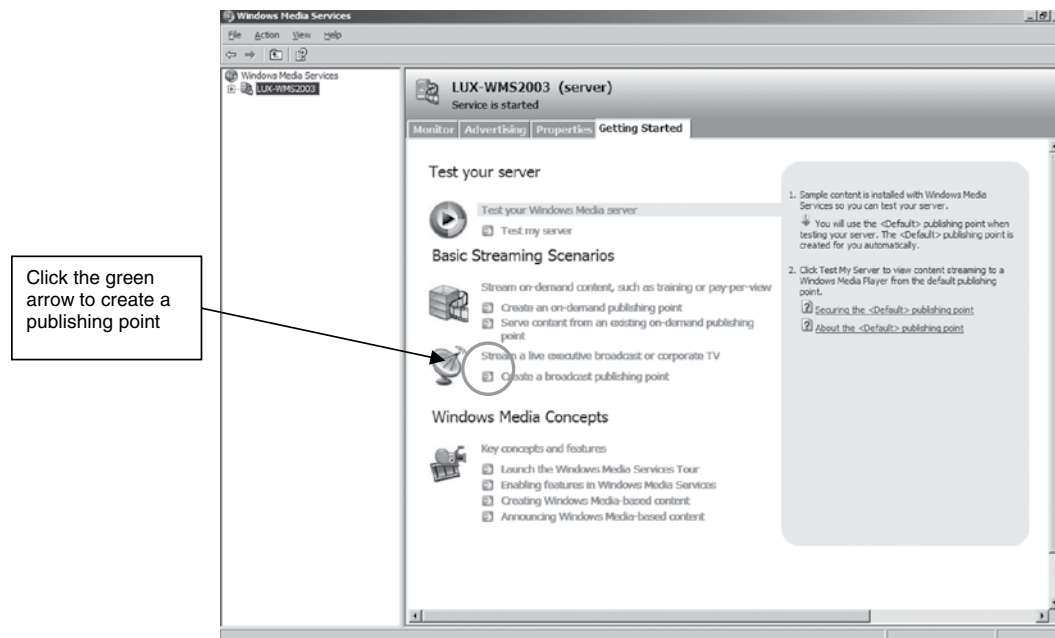 Windows Media Services
File Action View Help
Windows Media Services
LUX-WMS2003
LUX-WMS2003 (server)
Service is started
Monitor Advertising Properties Getting Started
Click the green
arrow to create a
publishing point
Test your server
Test your Windows Media server
Test my server
Basic Streaming Scenarios
Stream on-demand content, such as training or pay-per-view
Create an on-demand publishing point
Serve content from an existing on-demand publishing
point
Stream a live executive broadcast or corporate TV
Create a broadcast publishing point
Windows Media Concepts
Key concepts and features
Launch the Windows Media Services Tour
Enabling features in Windows Media Services
Creating Windows Media-based content
Announcing Windows Media-based content
1. Sample content is installed with Windows Media
Services so you can test your server.
You will use the <Default> publishing point when
testing your server. The <Default> publishing point is
created for you automatically.
2. Click Test My Server to view content streaming to a
Windows Media Player from the default publishing
point.
Securing the <Default> publishing point
About the <Default> publishing point